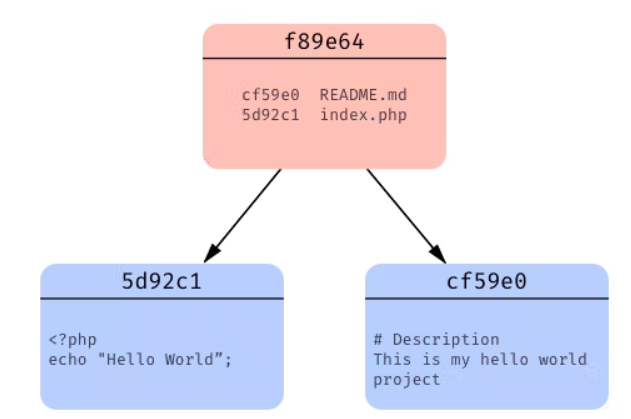 f89e64
cf59e0  README.md
5d92c1  index.php
5d92c1
<?php
echo "Hello World”;
cf59e0
# Description
This is my hello world
project